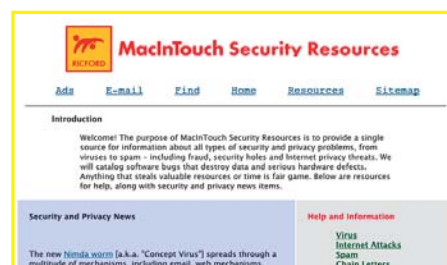 RICFORD
MacInTouch Security Resources
Ads E-mail Find Home Resources Sitemap
Introduction
Welcome! The purpose of MacInTouch Security Resources is to provide a single
source for information about all types of security and privacy problems, from
viruses to spam - including fraud, security holes and Internet privacy threats. We
will catalog software bugs that destroy data and serious hardware defects.
Anything that steals valuable resources or time is fair game. Below are resources
for help, along with security and privacy news items.
Security and Privacy News
The new Nimda worm [a.k.a. "Concept Virus"] spreads through a
multitude of mechanisms, including email, web mechanisms,
Help and Information
Virus
Internet Attacks
Spam
Chain Letters